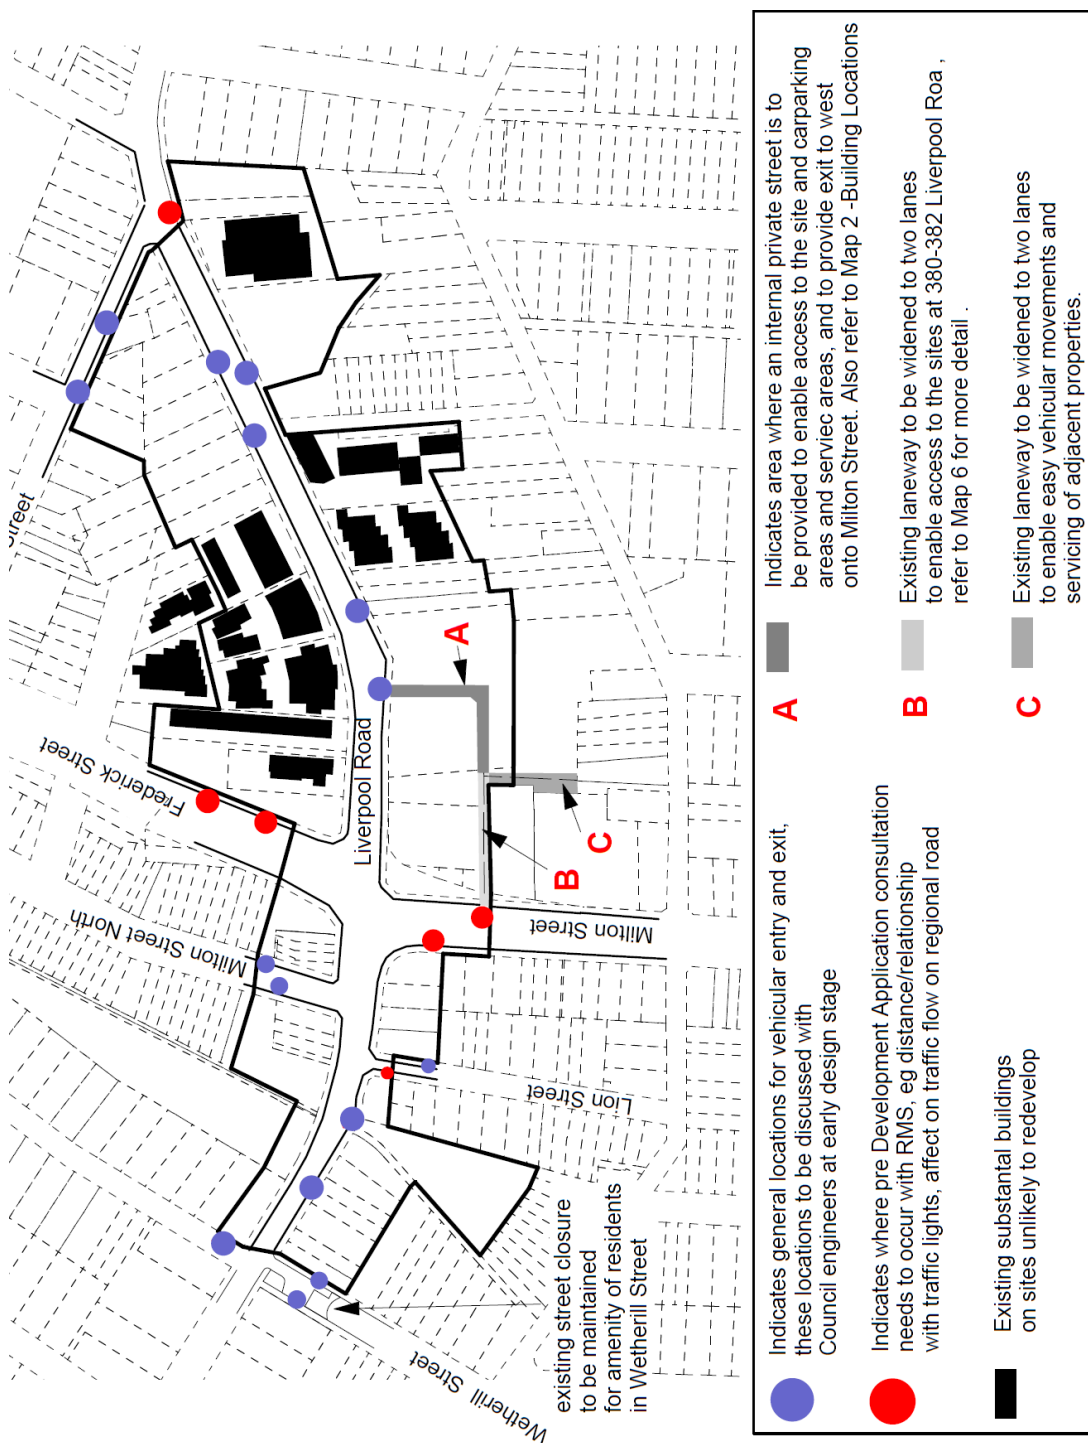 Street
Frederick Street
Milton Street North
Liverpool Road
A
B
C
Milton Street
Lion Street
Wetherill Street
existing street closure
to be maintained
for amenity of residents
in Wetherill Street
Indicates general locations for vehicular entry and exit,
these locations to be discussed with
Council engineers at early design stage
Indicates where pre Development Application consultation
needs to occur with RMS, eg distance/relationship
with traffic lights, affect on traffic flow on regional road
Existing substantal buildings
on sites unlikely to redevelop
A
Indicates area where an internal private street is to
be provided to enable access to the site and carparking
areas and serviec areas, and to provide exit to west
onto Milton Street. Also refer to Map 2 -Building Locations
B
Existing laneway to be widened to two lanes
to enable access to the sites at 380-382 Liverpool Roa ,
refer to Map 6 for more detail .
C
Existing laneway to be widened to two lanes
to enable easy vehicular movements and
servicing of adjacent properties.